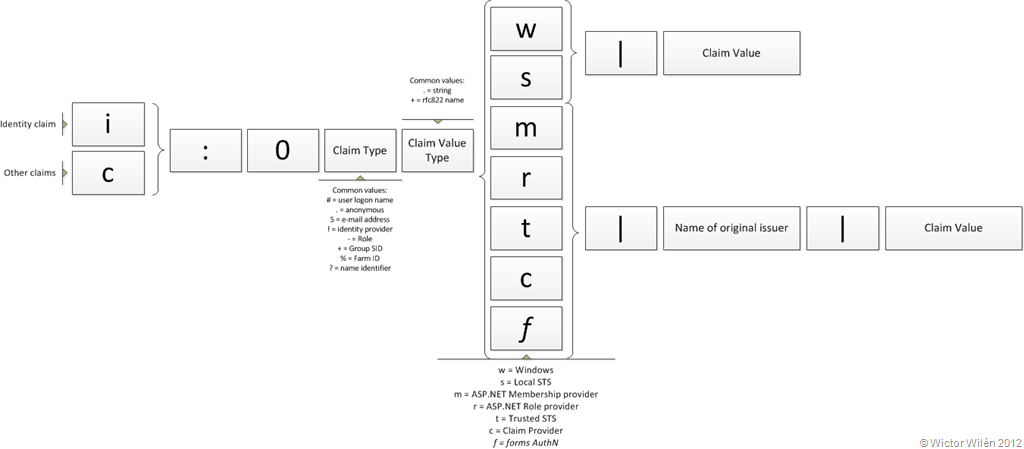 Identity claim
i
Other claims
c
:
0
Claim Type
Common values:
# = user logon name
. = anonymous
5 = e-mail address
! = identity provider
- = Role
+ = Group SID
% = Farm ID
? = name identifier
Common values:
. = string
+ = rfc822 name
Claim Value
Type
w
s
m
r
t
c
f
w = Windows
s = Local STS
m = ASP.NET Membership provider
r = ASP.NET Role provider
t = Trusted STS
c = Claim Provider
f = forms AuthN
|
Claim Value
|
Name of original issuer
|
Claim Value
© Wictor Wilén 2012